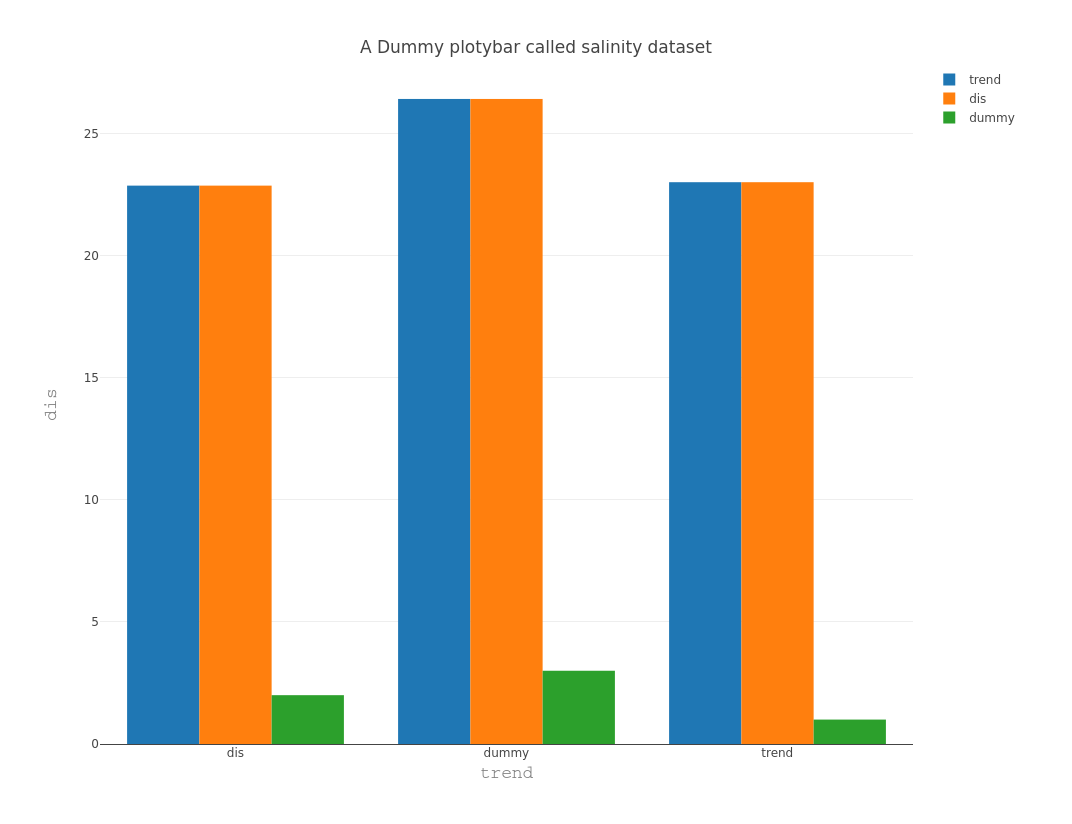 A Dummy plotybar called salinity dataset
trend
dis
dummy
25
20
15
10
5
0
dis
dis
dummy
trend
trend